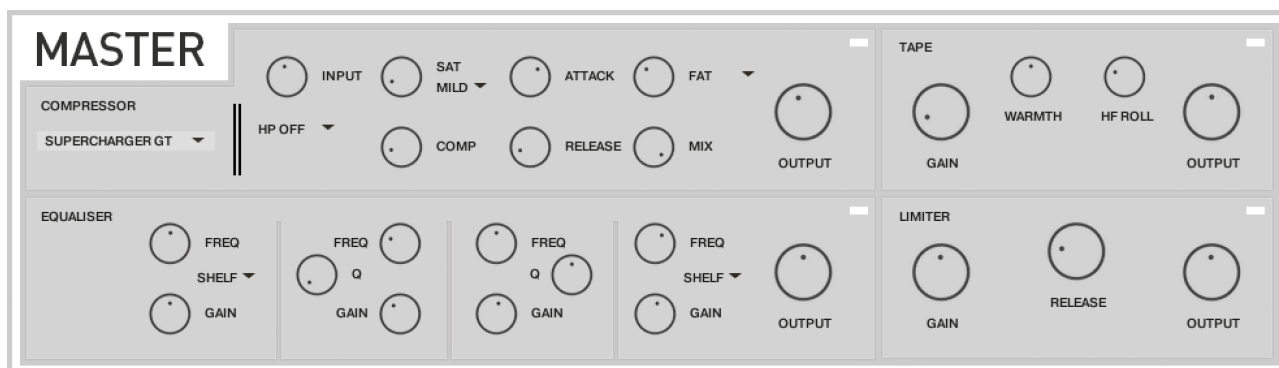 MASTER
COMPRESSOR
SUPERCHARGER GT
INPUT
SAT
MILD
ATTACK
FAT
HP OFF
COMP
RELEASE
MIX
OUTPUT
TAPE
GAIN
WARMTH
HF ROLL
OUTPUT
EQUALISER
FREQ
SHELF
GAIN
FREQ
Q
GAIN
FREQ
Q
GAIN
FREQ
SHELF
GAIN
OUTPUT
LIMITER
GAIN
RELEASE
OUTPUT